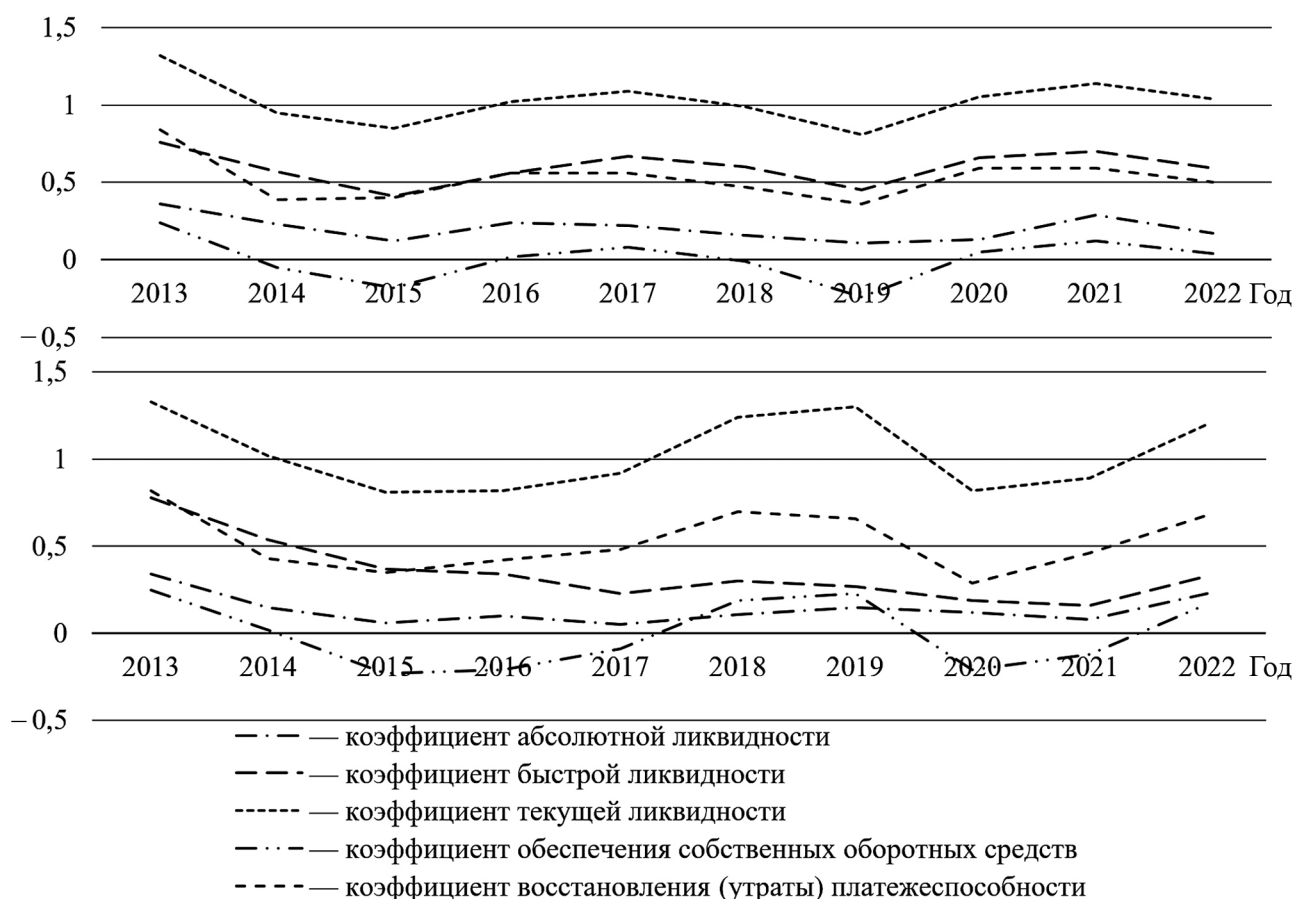 1,5
1
0,5
0
2013 2014 2015 2016 2017 2018 2019 2020 2021 2022 Год
−0,5
1,5
1
0,5
0
2013 2014 2015 2016 2017 2018 2019 2020 2021 2022 Год
−0,5
— коэффициент абсолютной ликвидности
— коэффициент быстрой ликвидности
— коэффициент текущей ликвидности
— коэффициент обеспечения собственных оборотных средств
— коэффициент восстановления (утраты) платежеспособности